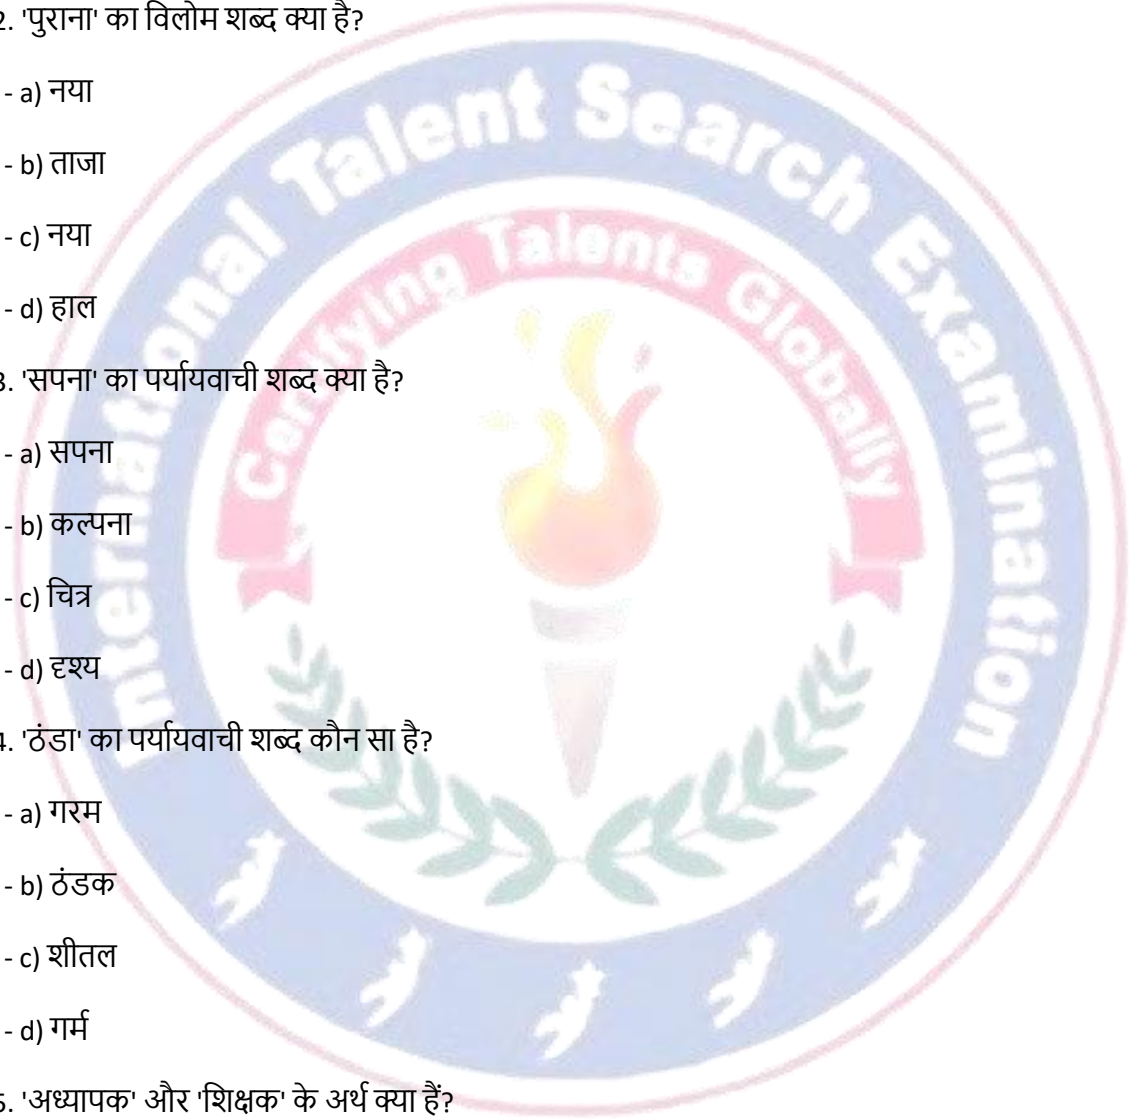 2. 'पुराना' का विलोम शब्द क्या है?
- a) नया
- b) ताजा
- c) नया
- d) हाल
3. 'सपना' का पर्यायवाची शब्द क्या है?
- a) सपना
- b) कल्पना
- c) चित्र
- d) दृश्य
4. 'ठंडा' का पर्यायवाची शब्द कौन सा है?
- a) गरम
- b) ठंडक
- c) शीतल
- d) गर्म
5. 'अध्यापक' और 'शिक्षक' के अर्थ क्या हैं?
International Talent Search Examination
Carifying Talents Globally